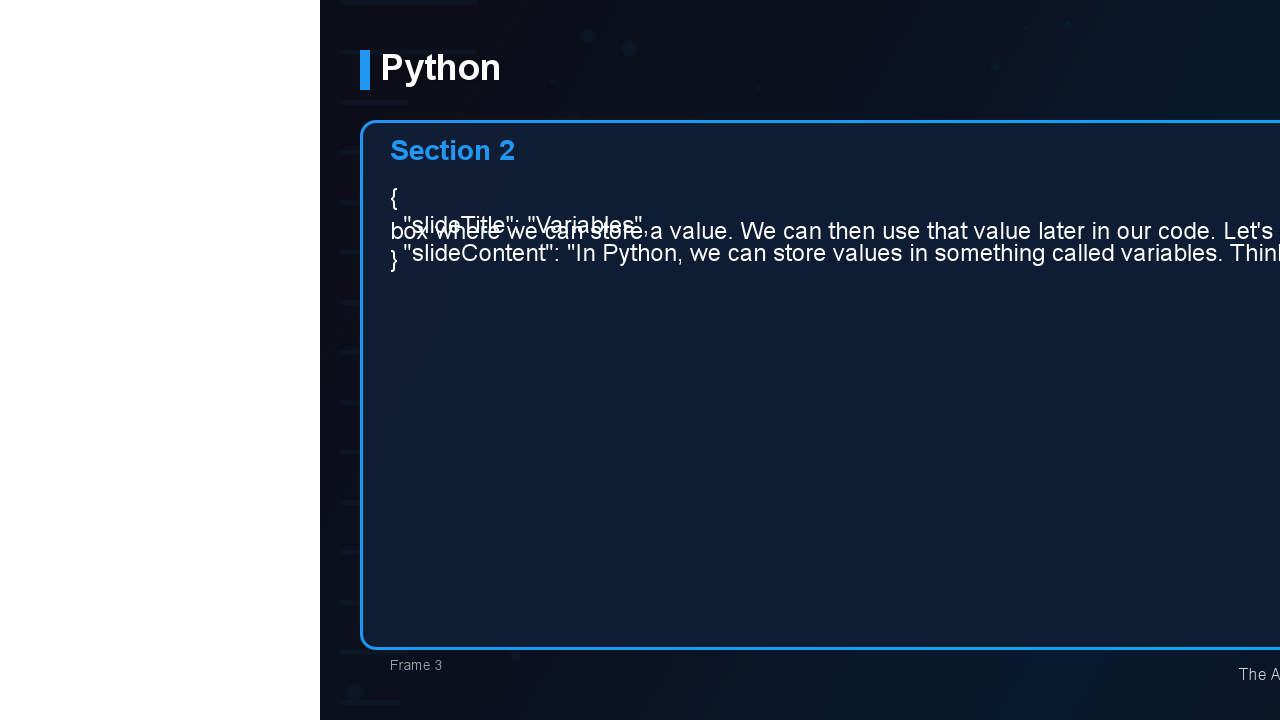 Python
Section 2
{
"slideTitle": "Variables",
box where we can store a value. We can then use that value later in our code. Let's
"slideContent": "In Python, we can store values in something called variables.
}
Frame 3
The